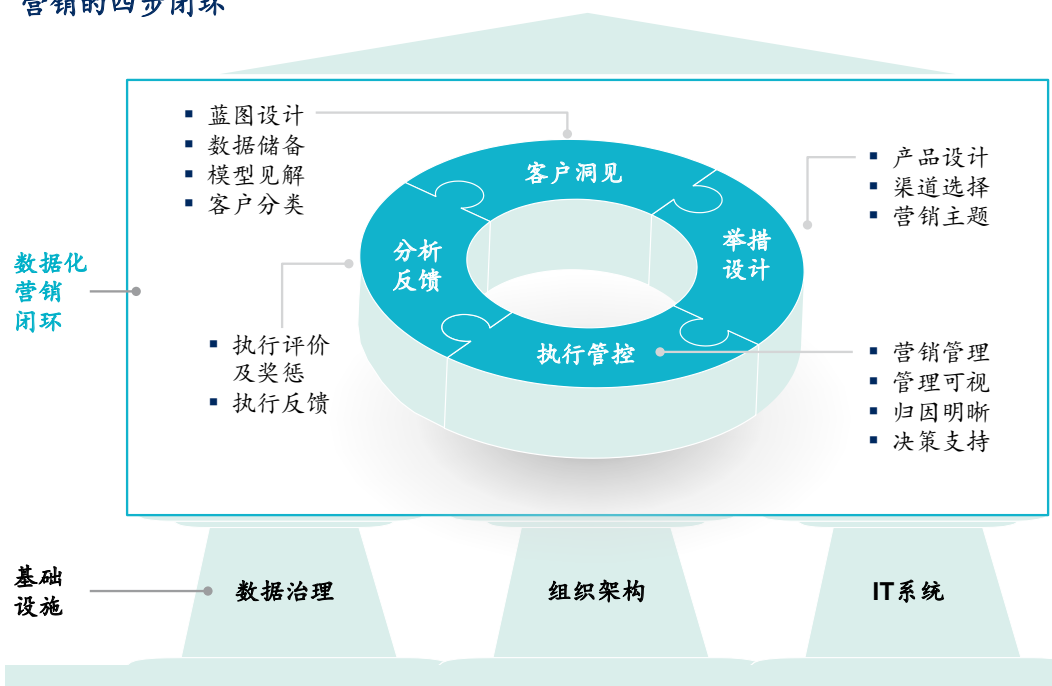 营销的四步闭环
蓝图设计
数据储备
模型见解
客户分类
客户洞见
产品设计
渠道选择
营销主题
举措
设计
分析
反馈
数据化
营销
闭环
执行评价
及奖惩
执行反馈
执行管控
营销管理
管理可视
归因明晰
决策支持
基础
设施
数据治理
组织架构
IT系统